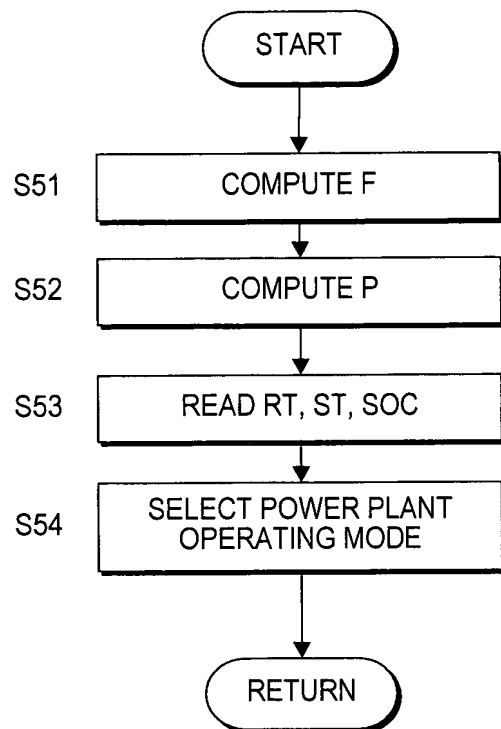 START
S51 COMPUTE F
S52 COMPUTE P
S53 READ RT, ST, SOC
S54 SELECT POWER PLANT
OPERATING MODE
RETURN